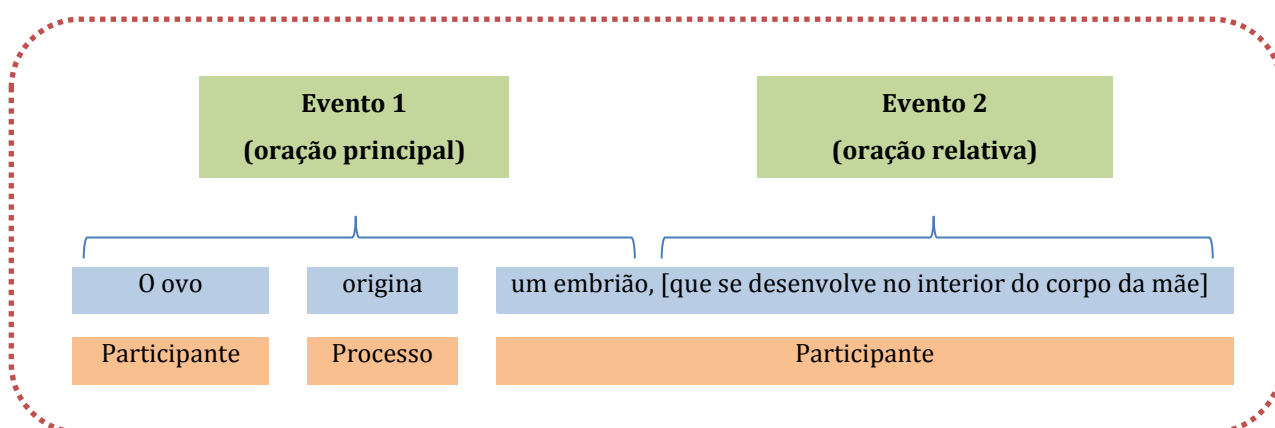 Evento 1
(oração principal)
Evento 2
(oração relativa)
O ovo
origina
um embrião, [que se desenvolve no interior do corpo da mãe]
Participante
Processo
Participante